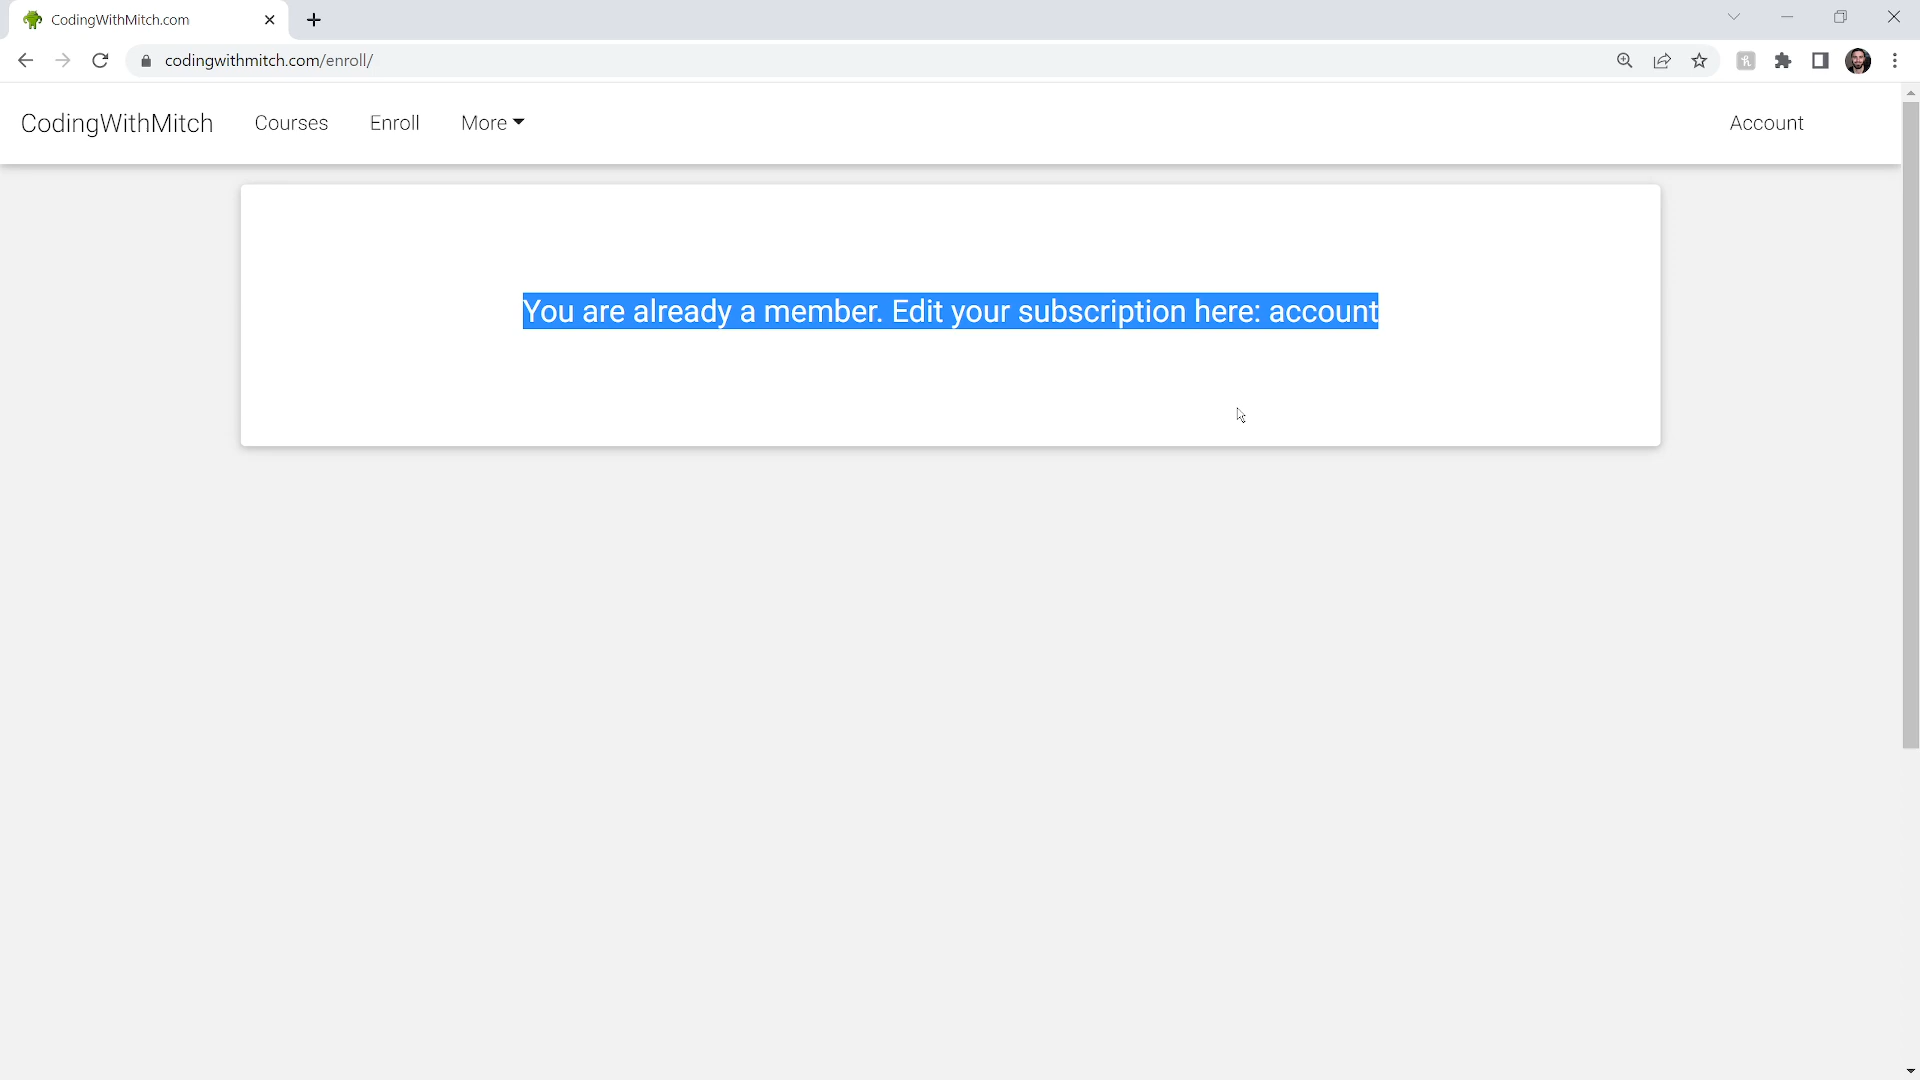 CodingWithMitch.com
codingwithmitch.com/enroll/
CodingWithMitch Courses Enroll More Account
You are already a member. Edit your subscription here: account